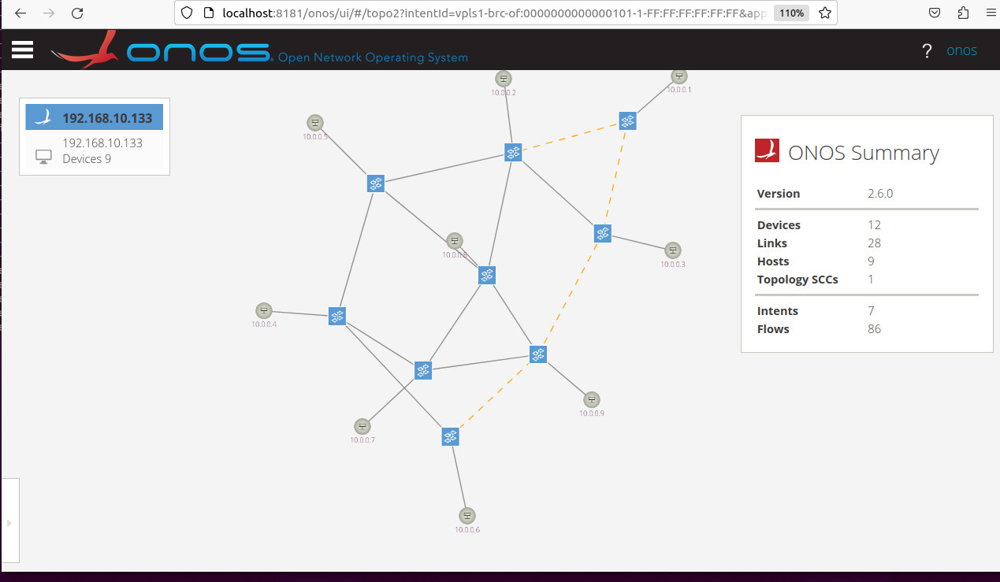 localhost:8181/onos/ui/#/topo2?intentId=vpls1-brc-of:0000000000000101-1-FF:FF:FF:FF:FF:FF&app
110%
onos Open Network Operating System
? onos
192.168.10.133
192.168.10.133
Devices 9
10.0.0.2
10.0.0.1
10.0.0.5
10.0.0.8
10.0.0.3
10.0.0.4
10.0.0.9
10.0.0.7
10.0.0.6
ONOS Summary
Version 2.6.0
Devices 12
Links 28
Hosts 9
Topology SCCs 1
Intents 7
Flows 86